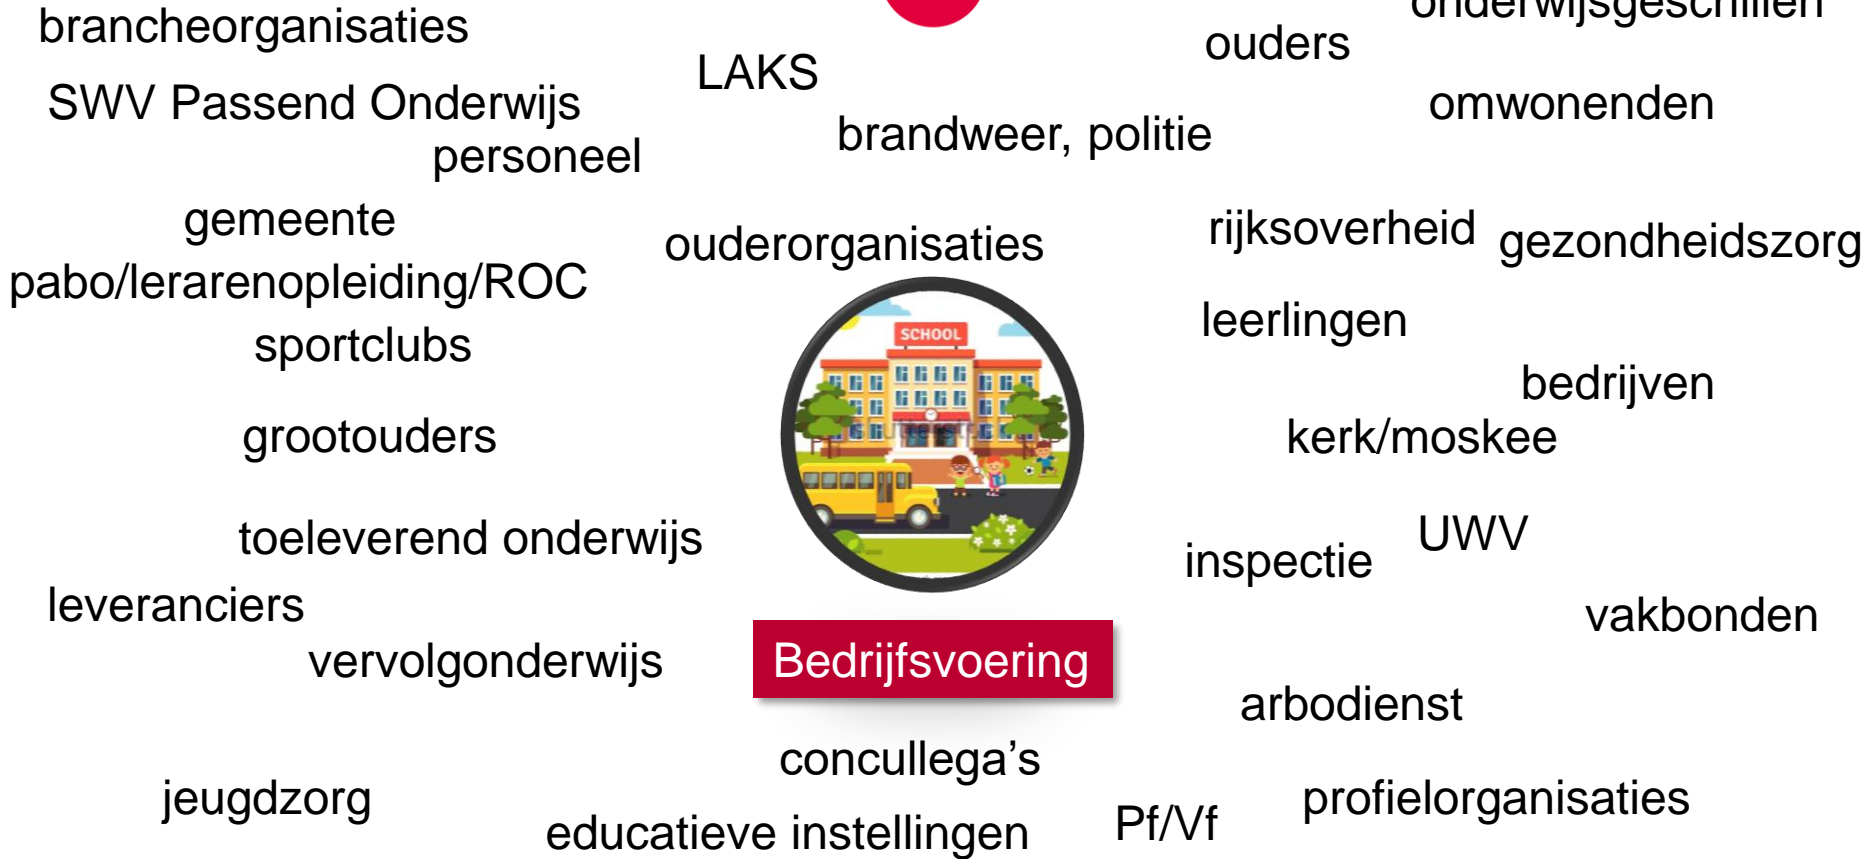 onderwijsgeschillen
brancheorganisaties
ouders
LAKS
SWV Passend Onderwijs
omwonenden
brandweer, politie
personeel
gemeente
rijksoverheid
gezondheidszorg
ouderorganisaties
pabo/lerarenopleiding/ROC
leerlingen
SCHOOL
sportclubs
bedrijven
grootouders
kerk/moskee
toeleverend onderwijs
UWV
inspectie
leveranciers
vakbonden
vervolgonderwijs
Bedrijfsvoering
arbodienst
concullega’s
jeugdzorg
profielorganisaties
Pf/Vf
educatieve instellingen